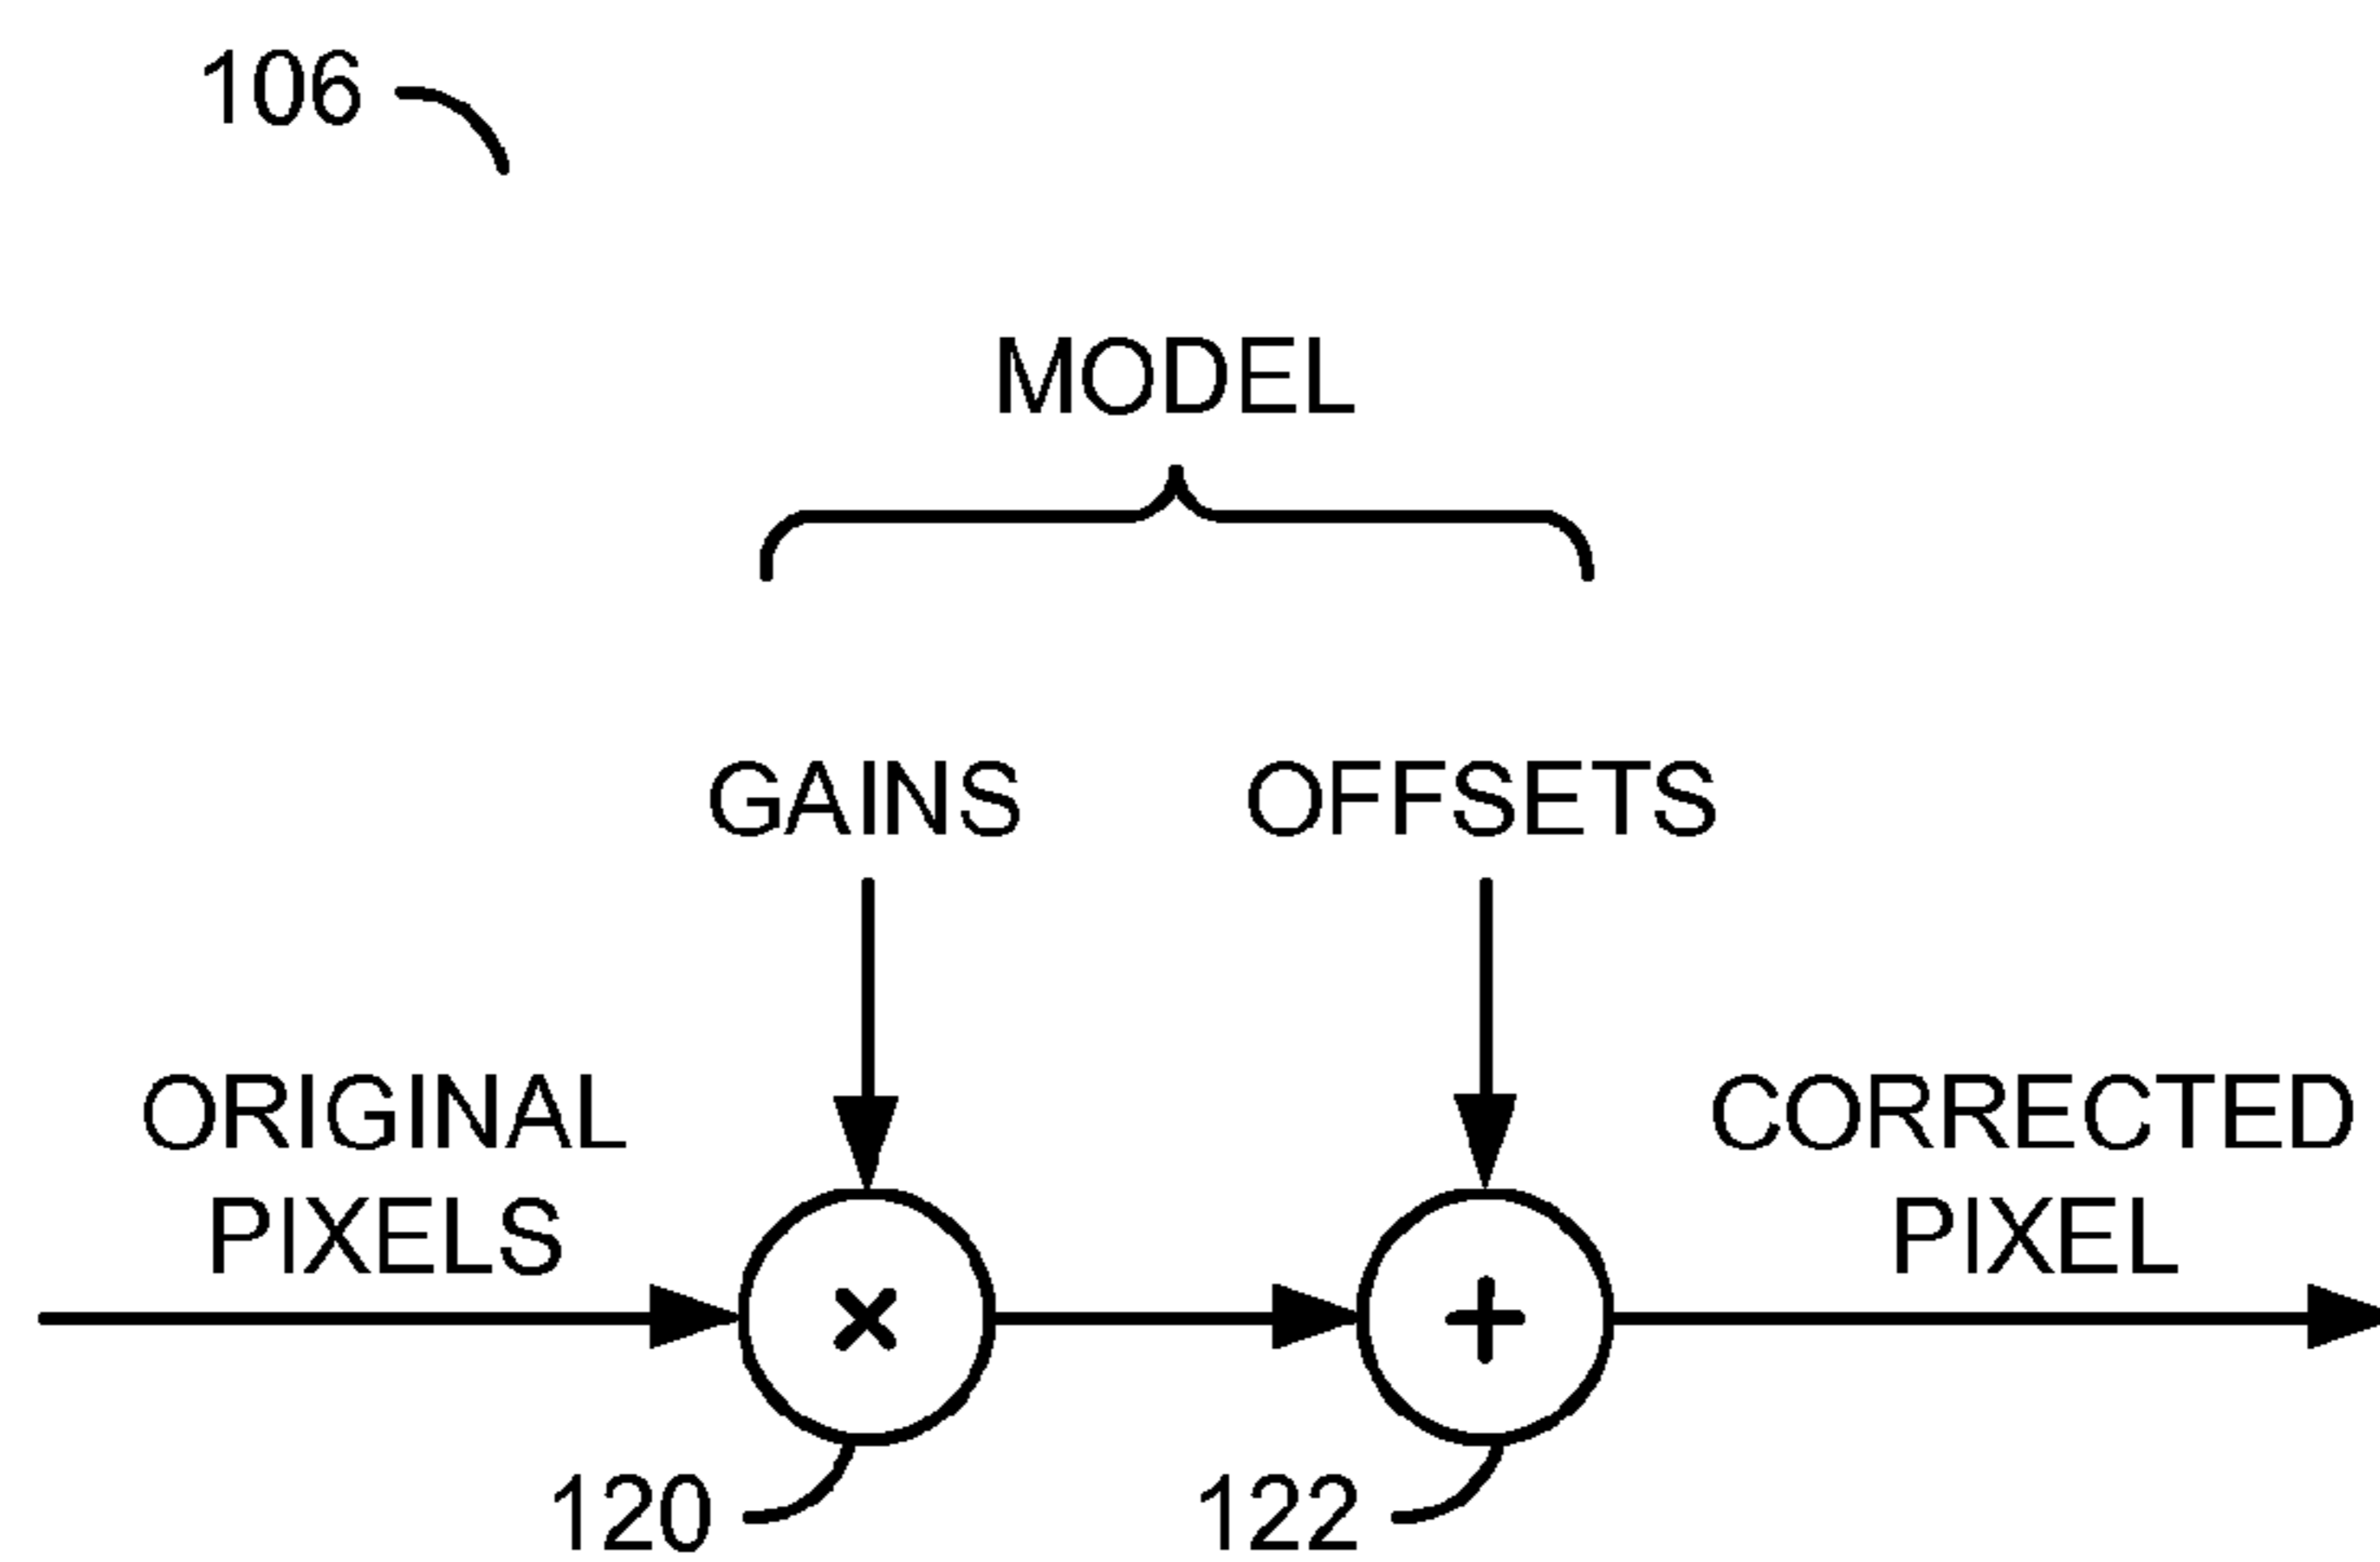 106
MODEL
GAINS
OFFSETS
ORIGINAL
PIXELS
CORRECTED
PIXEL
×
+
120
122